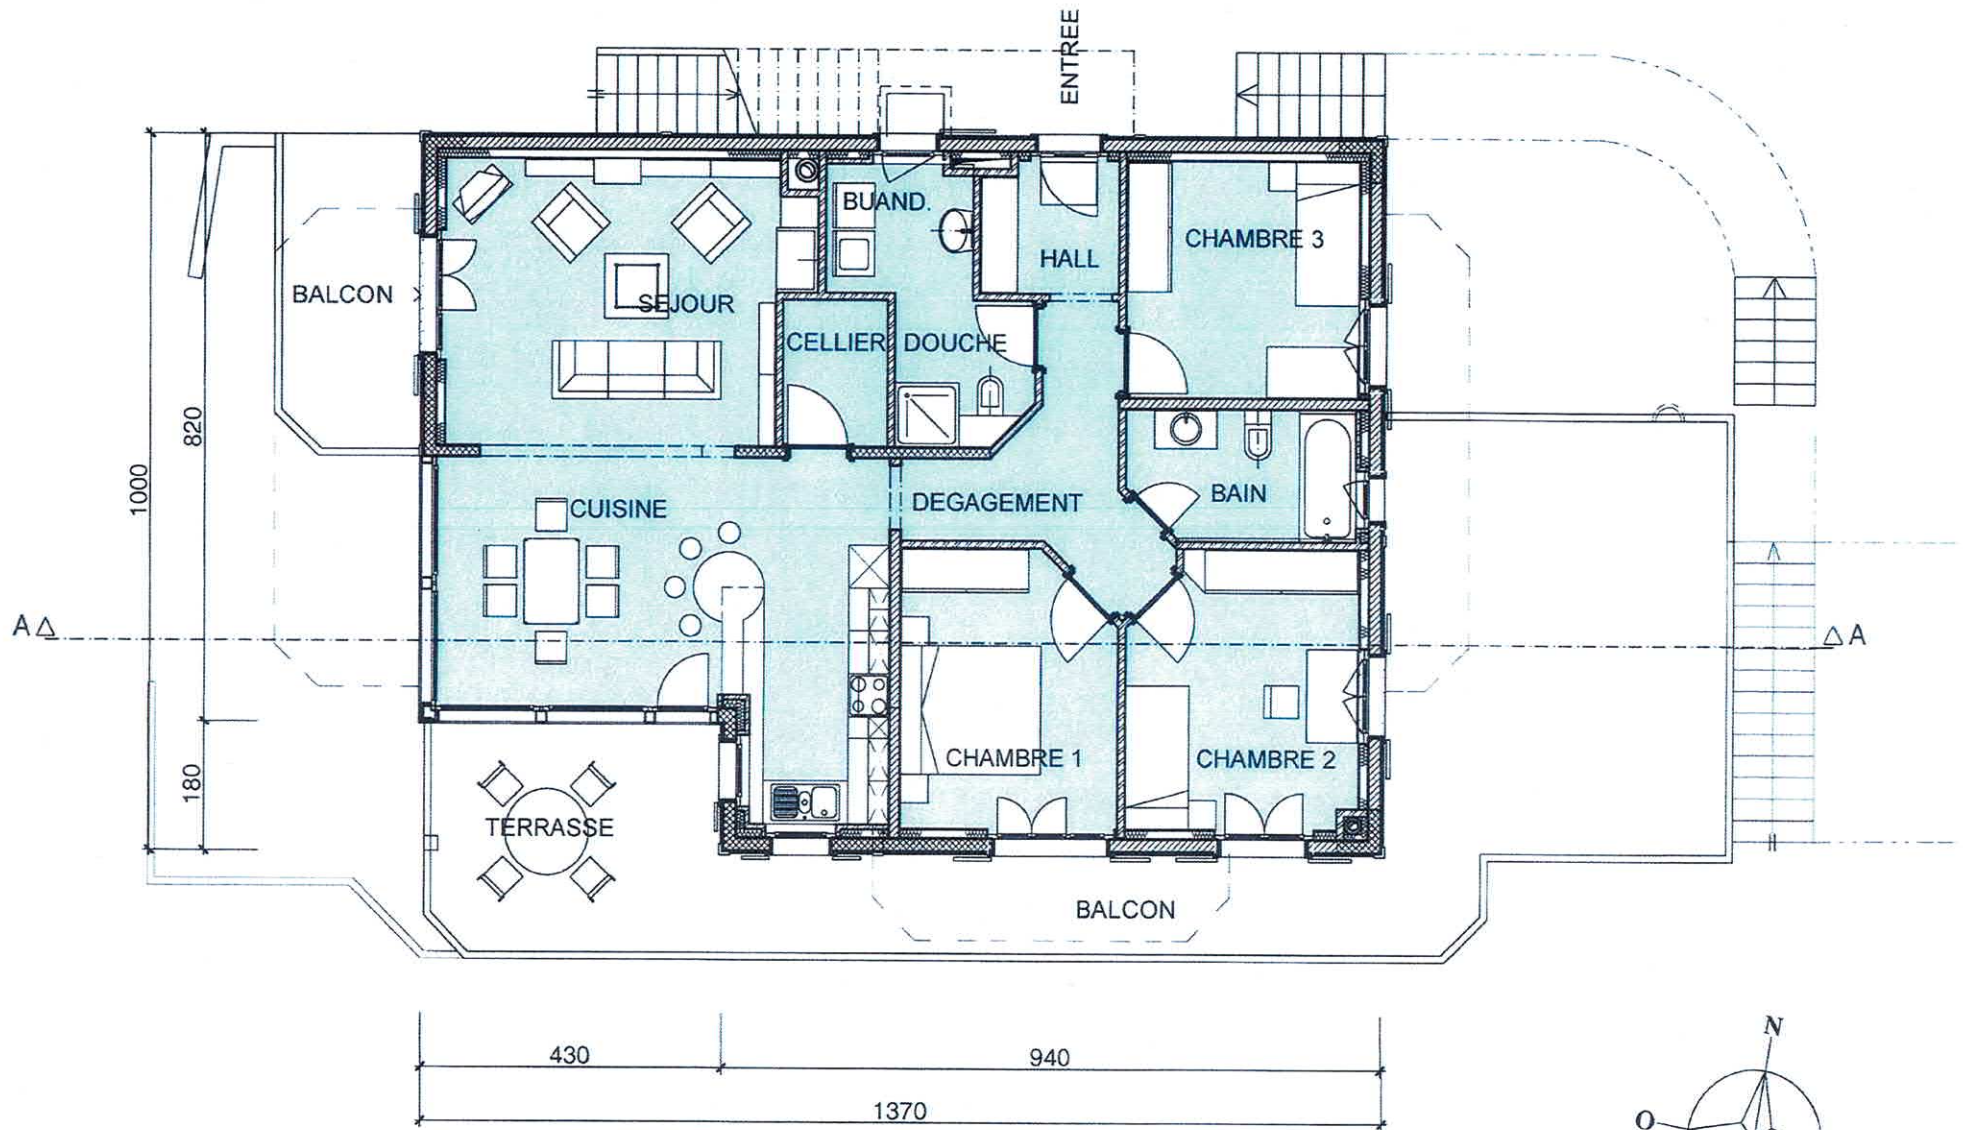 ENTREE
BUAND.
CHAMBRE 3
HALL
BALCON
SEJOUR
CELLIER
DOUCHE
820
1000
CUISINE
DEGAGEMENT
BAIN
A
A
180
CHAMBRE 1
CHAMBRE 2
TERRASSE
BALCON
N
430
940
1370
O